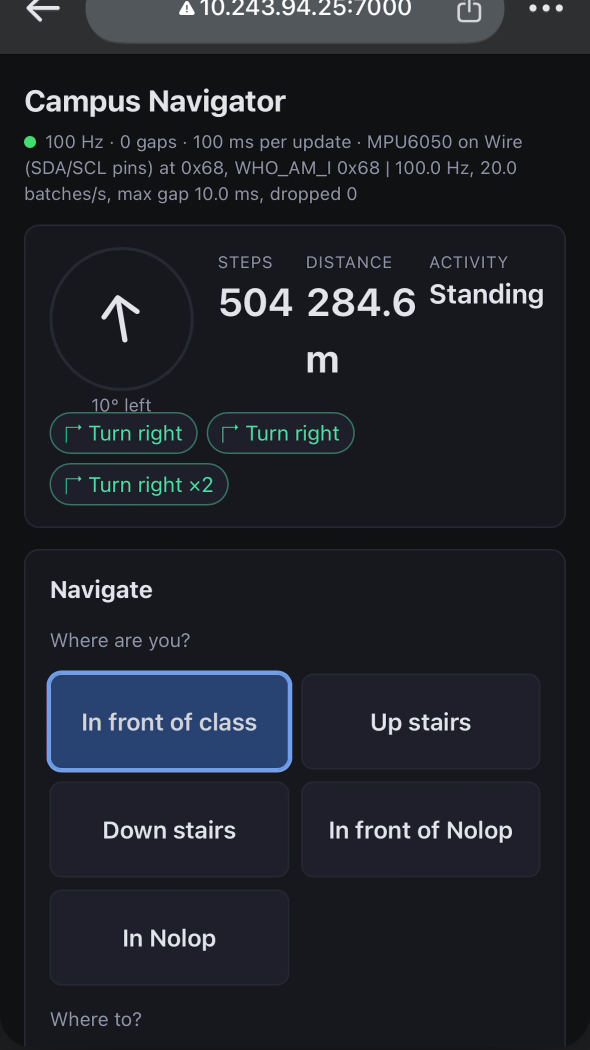 10.243.94.25:7000
Campus Navigator
100 Hz · 0 gaps · 100 ms per update · MPU6050 on Wire
(SDA/SCL pins) at 0x68, WHO_AM_I 0x68 | 100.0 Hz, 20.0
batches/s, max gap 10.0 ms, dropped 0
STEPS DISTANCE ACTIVITY
504 284.6 Standing
m
10° left
Turn right Turn right
Turn right ×2
Navigate
Where are you?
In front of class Up stairs
Down stairs In front of Nolop
In Nolop
Where to?